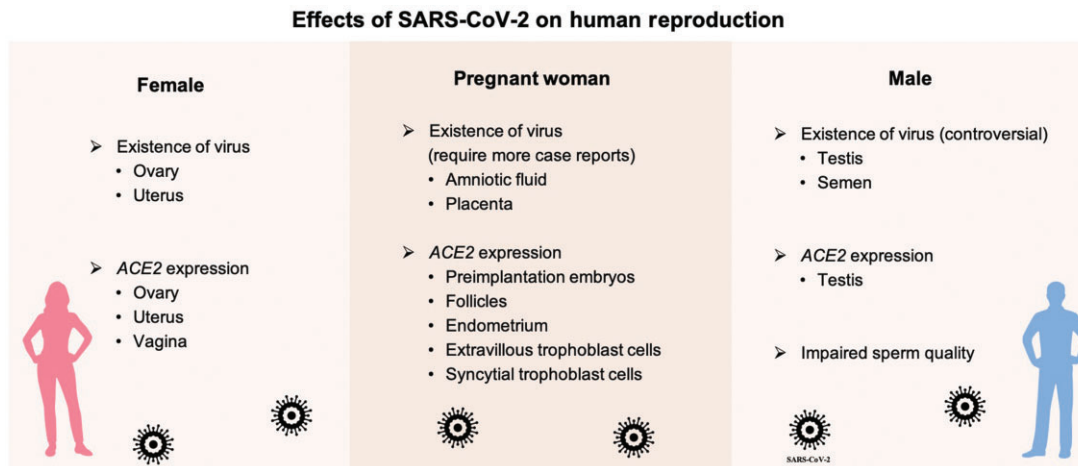 Effects of SARS-CoV-2 on human reproduction
Female
➢ Existence of virus
• Ovary
• Uterus
➢ ACE2 expression
• Ovary
• Uterus
• Vagina
Pregnant woman
➢ Existence of virus
(require more case reports)
• Amniotic fluid
• Placenta
➢ ACE2 expression
• Preimplantation embryos
• Follicles
• Endometrium
• Extravillous trophoblast cells
• Syncytial trophoblast cells
Male
➢ Existence of virus (controversial)
• Testis
• Semen
➢ ACE2 expression
• Testis
➢ Impaired sperm quality
SARS-CoV-2